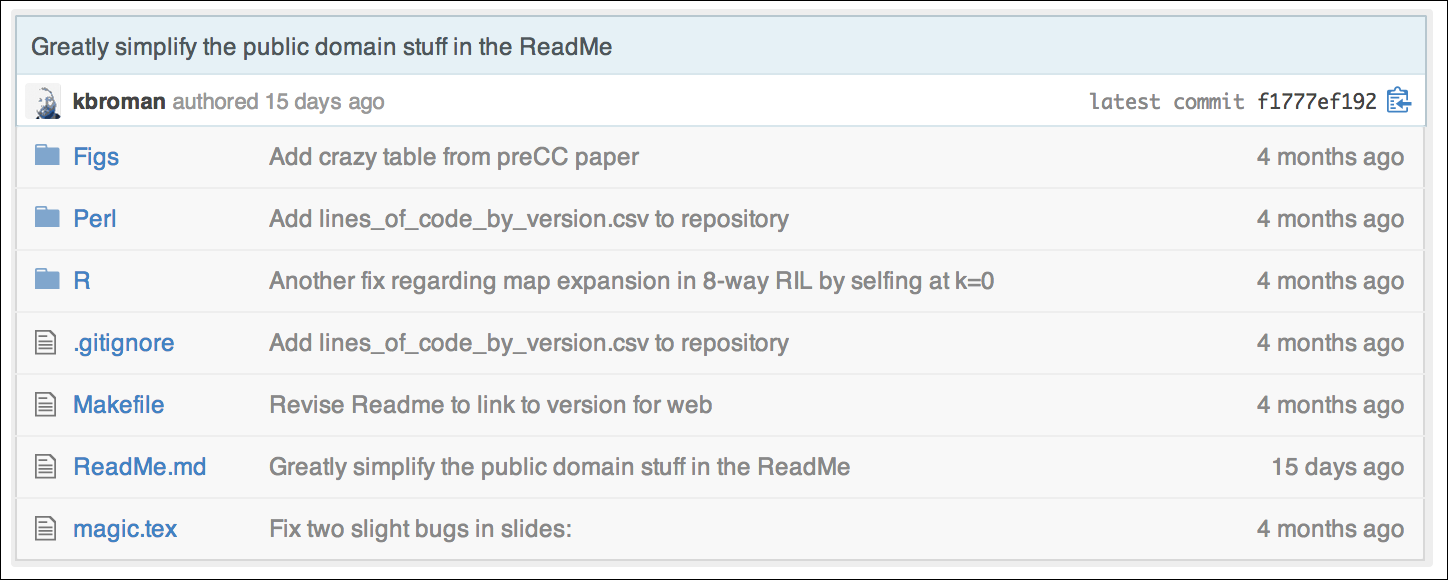 Greatly simplify the public domain stuff in the ReadMe
kbroman authored 15 days ago latest commit f1777ef192
Figs Add crazy table from preCC paper 4 months ago
Perl Add lines_of_code_by_version.csv to repository 4 months ago
R Another fix regarding map expansion in 8-way RIL by selfing at k=0 4 months ago
.gitignore Add lines_of_code_by_version.csv to repository 4 months ago
Makefile Revise Readme to link to version for web 4 months ago
ReadMe.md Greatly simplify the public domain stuff in the ReadMe 15 days ago
magic.tex Fix two slight bugs in slides: 4 months ago